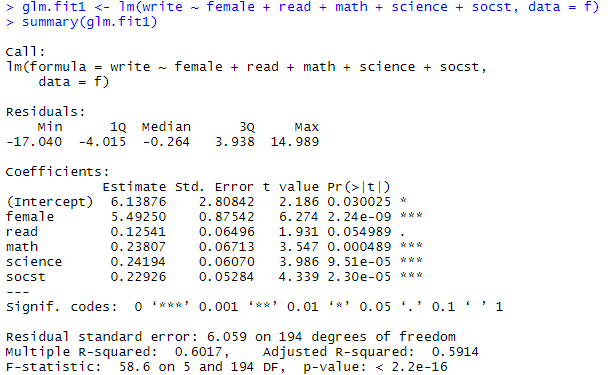 > glm.fit1 <- lm(write ~ female + read + math + science + socst, data = f)
> summary(glm.fit1)
Call:
lm(formula = write ~ female + read + math + science + socst,
    data = f)
Residuals:
    Min      1Q  Median      3Q     Max
-17.040  -4.015  -0.264   3.938  14.989
Coefficients:
            Estimate Std. Error t value Pr(>|t|)
(Intercept)  6.13876    2.80842   2.186 0.030025 *
female       5.49250    0.87542   6.274 2.24e-09 ***
read         0.12541    0.06496   1.931 0.054989 .
math         0.23807    0.06713   3.547 0.000489 ***
science      0.24194    0.06070   3.986 9.51e-05 ***
socst        0.22926    0.05284   4.339 2.30e-05 ***
---
Signif. codes:  0 ‘***’ 0.001 ‘**’ 0.01 ‘*’ 0.05 ‘.’ 0.1 ‘ ’ 1
Residual standard error: 6.059 on 194 degrees of freedom
Multiple R-squared:  0.6017,    Adjusted R-squared:  0.5914
F-statistic:  58.6 on 5 and 194 DF,  p-value: < 2.2e-16